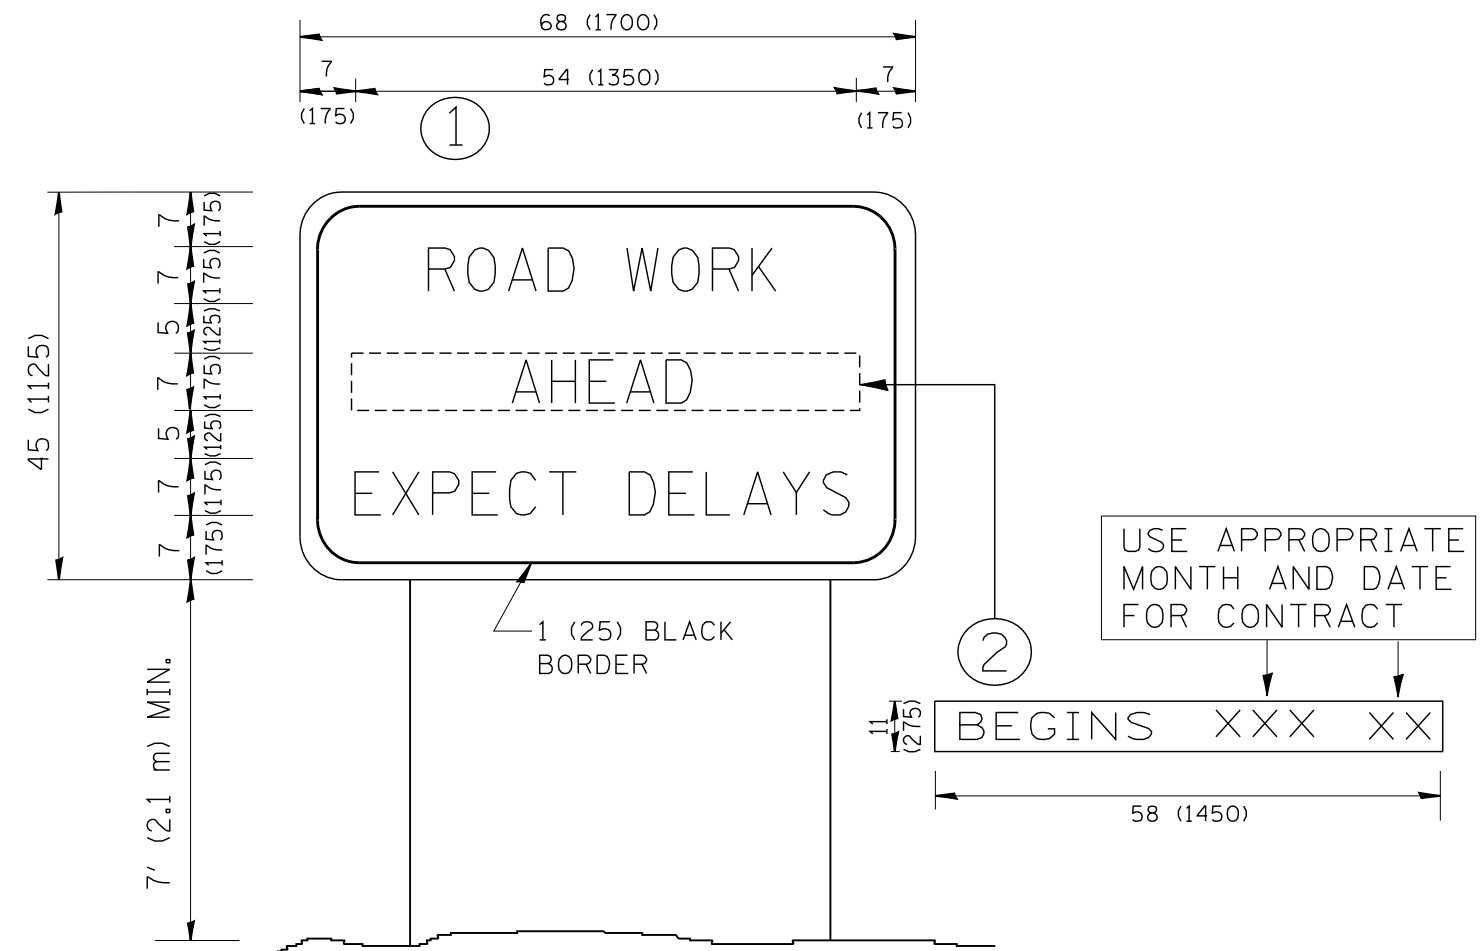 68 (1700)
7
54 (1350)
7
(175)
(175)
1
45 (1125)
7
(175)
7
(175)
5
(125)
7
(175)
5
(125)
7
(175)
7
(175)
ROAD WORK
AHEAD
EXPECT DELAYS
1 (25) BLACK
BORDER
7' (2.1 m) MIN.
USE APPROPRIATE
MONTH AND DATE
FOR CONTRACT
2
11
(275)
BEGINS XXX XX
58 (1450)